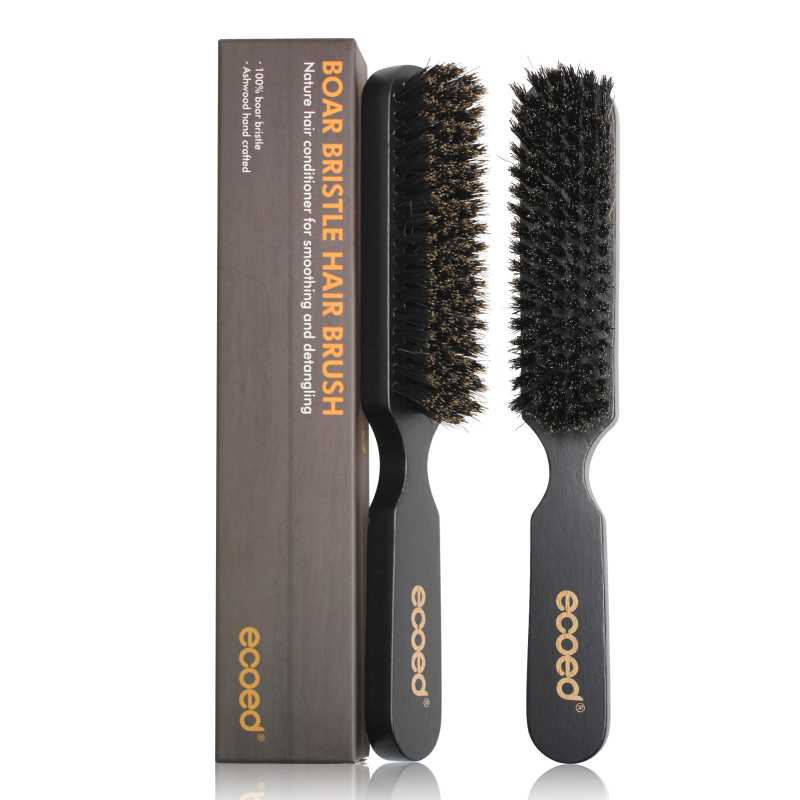 BOAR BRISTLE HAIR BRUSH
Nature hair conditioner for smoothing and detangling
· 100% boar bristle
· Ashwood hand crafted
ecoed®
ecoed®
ecoed®